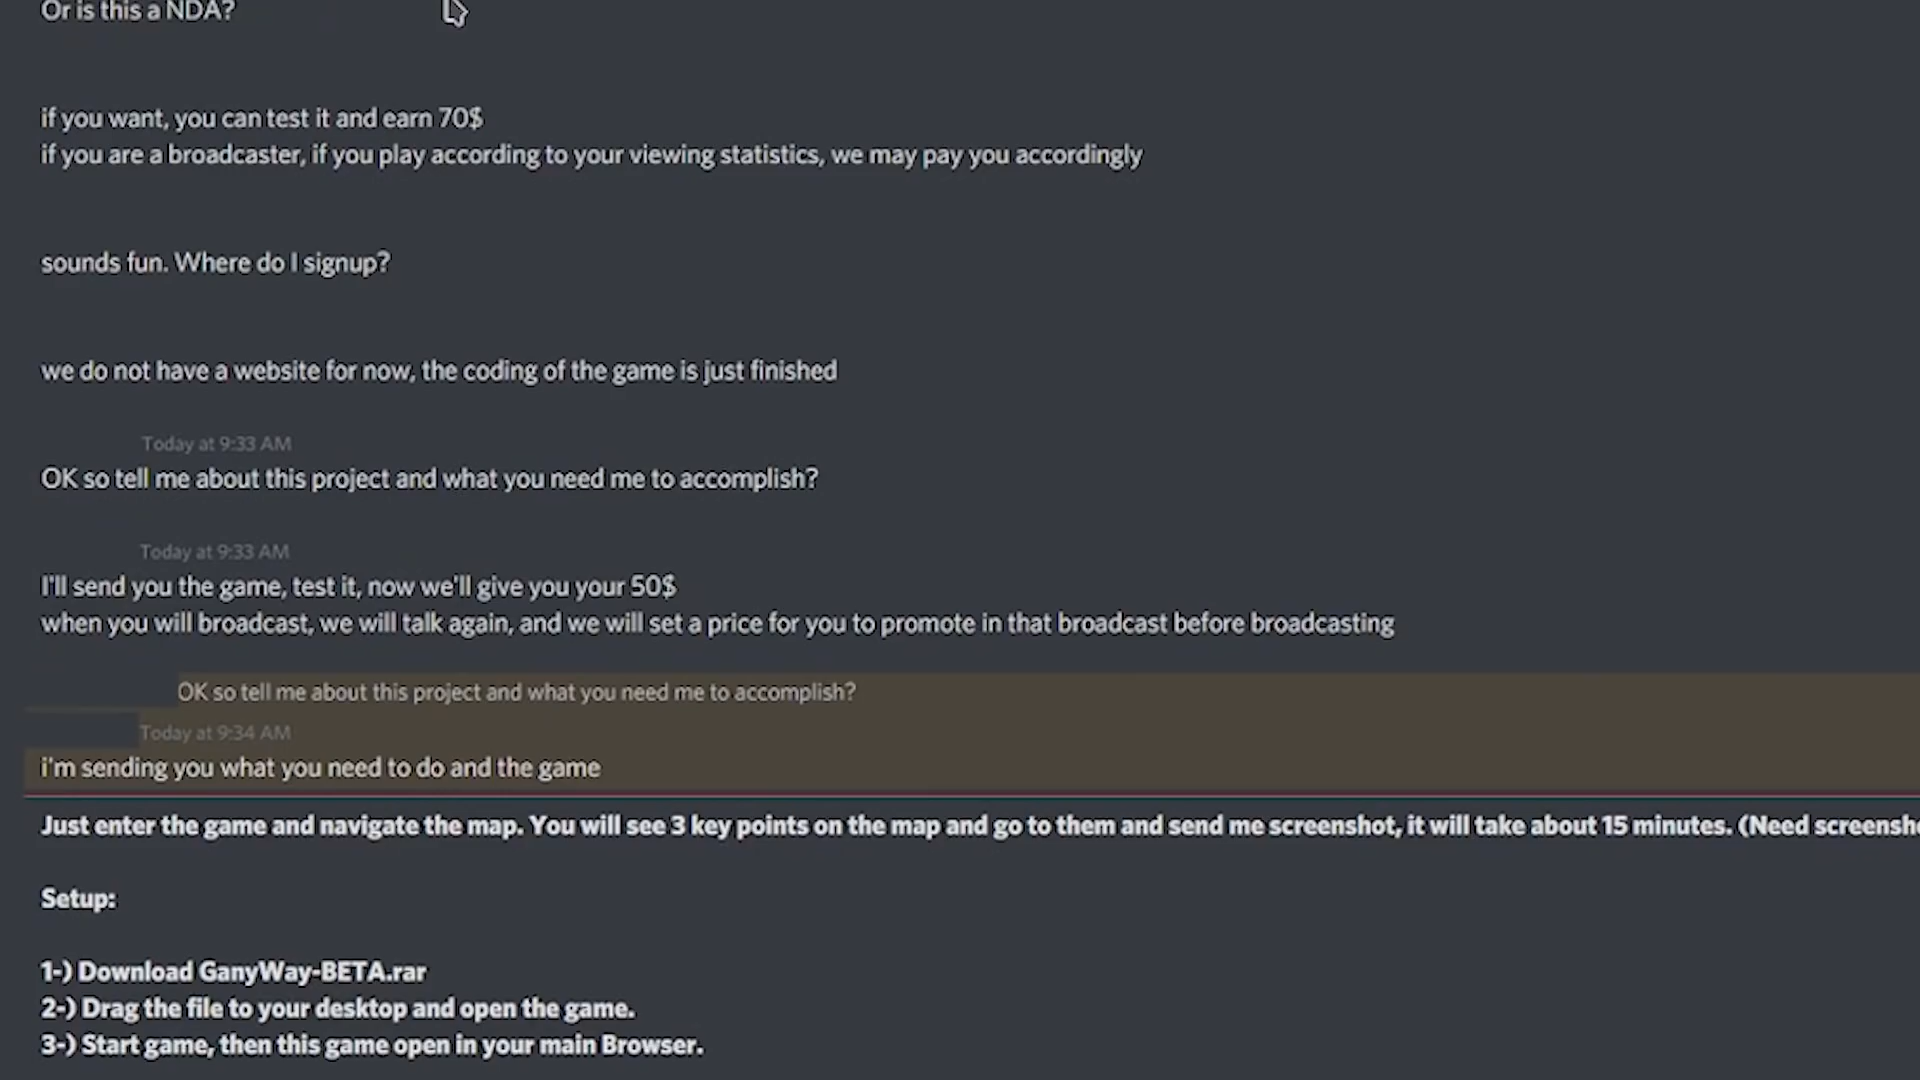 Or is this a NDA?
if you want, you can test it and earn 70$
if you are a broadcaster, if you play according to your viewing statistics, we may pay you accordingly
sounds fun. Where do I signup?
we do not have a website for now, the coding of the game is just finished
Today at 9:33 AM
OK so tell me about this project and what you need me to accomplish?
Today at 9:33 AM
I'll send you the game, test it, now we'll give you your 50$
when you will broadcast, we will talk again, and we will set a price for you to promote in that broadcast before broadcasting
OK so tell me about this project and what you need me to accomplish?
Today at 9:34 AM
i'm sending you what you need to do and the game
Just enter the game and navigate the map. You will see 3 key points on the map and go to them and send me screenshot, it will take about 15 minutes. (Need
Setup:
1-) Download GanyWay-BETA.rar
2-) Drag the file to your desktop and open the game.
3-) Start game, then this game open in your main Browser.